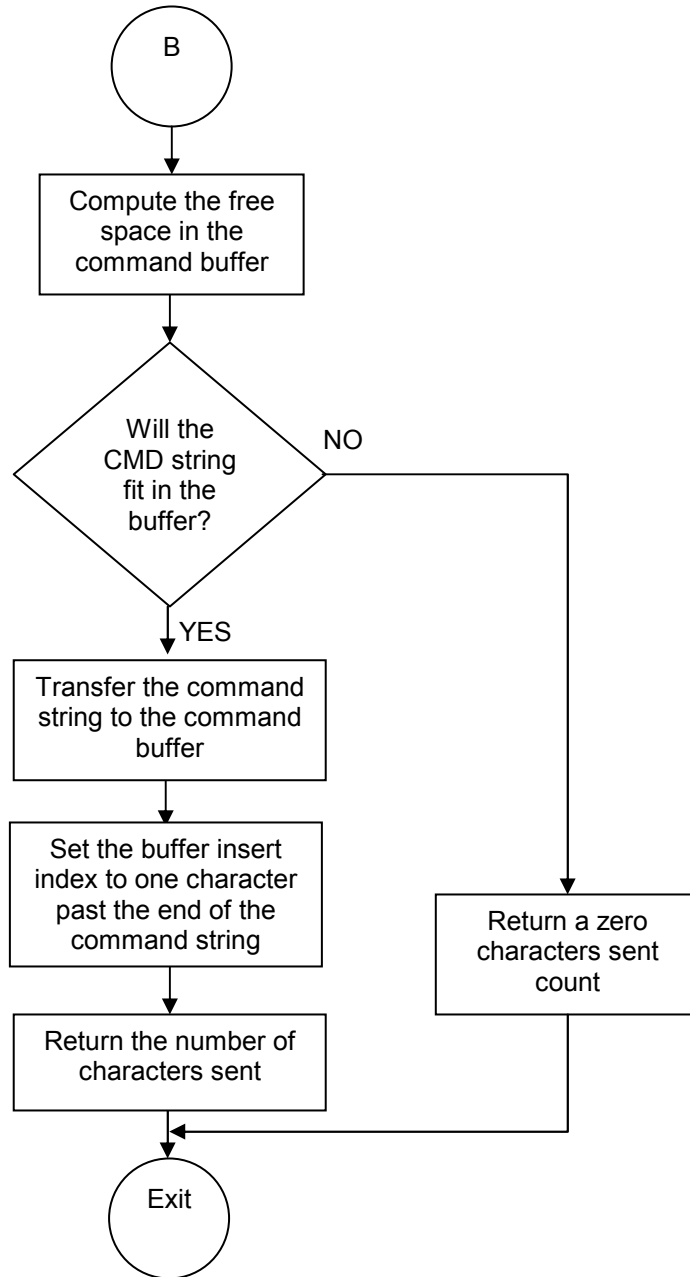 B
Compute the free
space in the
command buffer
Will the
CMD string
fit in the
buffer?
NO
YES
Transfer the command
string to the command
buffer
Set the buffer insert
index to one character
past the end of the
command string
Return a zero
characters sent
count
Return the number of
characters sent
Exit